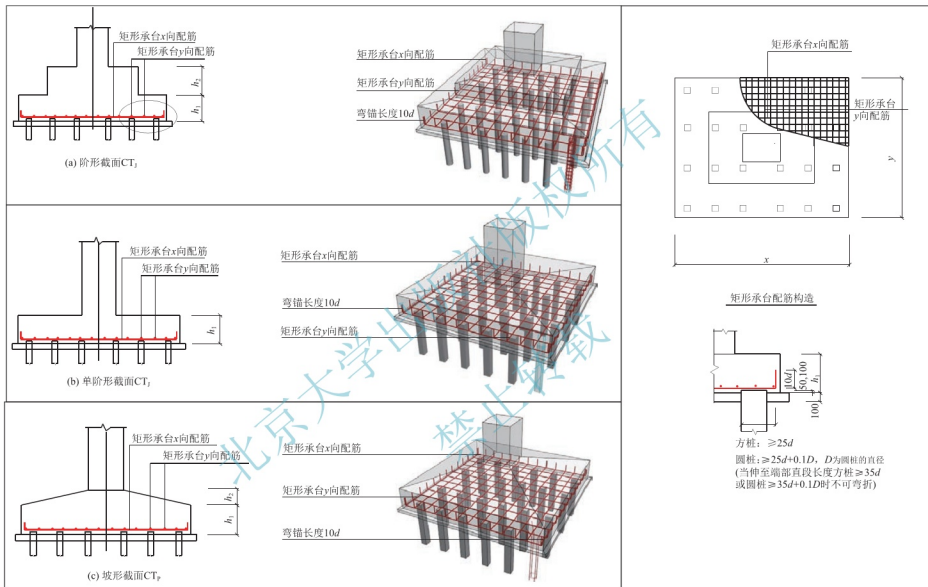 矩形承台x向配筋
矩形承台y向配筋
h₂
h₁
(a) 阶形截面CTJ
矩形承台x向配筋
矩形承台y向配筋
弯锚长度10d
矩形承台x向配筋
矩形承台y向配筋
h₁
(b) 单阶形截面CTJ
矩形承台x向配筋
弯锚长度10d
矩形承台y向配筋
矩形承台x向配筋
矩形承台y向配筋
h₂
h₁
(c) 坡形截面CTP
矩形承台x向配筋
矩形承台y向配筋
弯锚长度10d
矩形承台x向配筋
矩形承台
y向配筋
y
x
矩形承台配筋构造
10d
50,100
h₁
100
方桩：≥25d
圆桩：≥25d+0.1D，D为圆桩的直径
(当伸至端部直段长度方桩≥35d
或圆桩≥35d+0.1D时不可弯折)
北京大学出版社版权所有
禁止转载